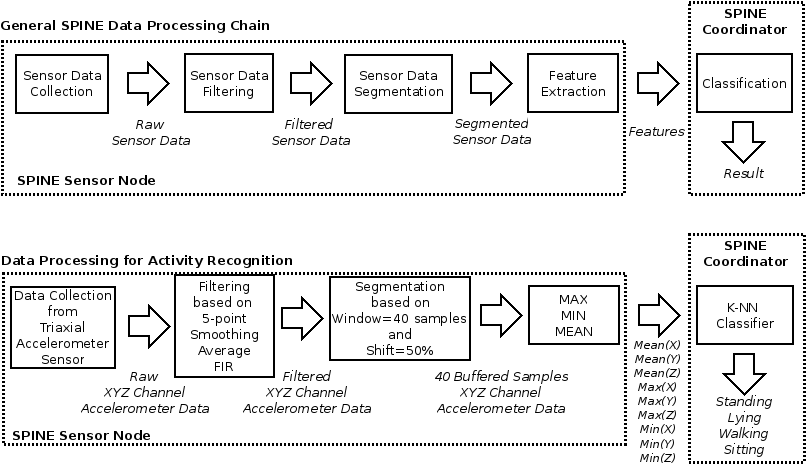 General SPINE Data Processing Chain
SPINE
Coordinator
Sensor Data
Collection
Sensor Data
Filtering
Sensor Data
Segmentation
Feature
Extraction
Classification
Raw
Sensor Data
Filtered
Sensor Data
Segmented
Sensor Data
Features
Result
SPINE Sensor Node
Data Processing for Activity Recognition
SPINE
Coordinator
Data Collection
from
Triaxial
Accelerometer
Sensor
Filtering
based on
5-point
Smoothing
Average
FIR
Segmentation
based on
Window=40 samples
and
Shift=50%
MAX
MIN
MEAN
K-NN
Classifier
Raw
XYZ Channel
Accelerometer Data
Filtered
XYZ Channel
Accelerometer Data
40 Buffered Samples
XYZ Channel
Accelerometer Data
Mean(X)
Mean(Y)
Mean(Z)
Max(X)
Max(Y)
Max(Z)
Min(X)
Min(Y)
Min(Z)
Standing
Lying
Walking
Sitting
SPINE Sensor Node